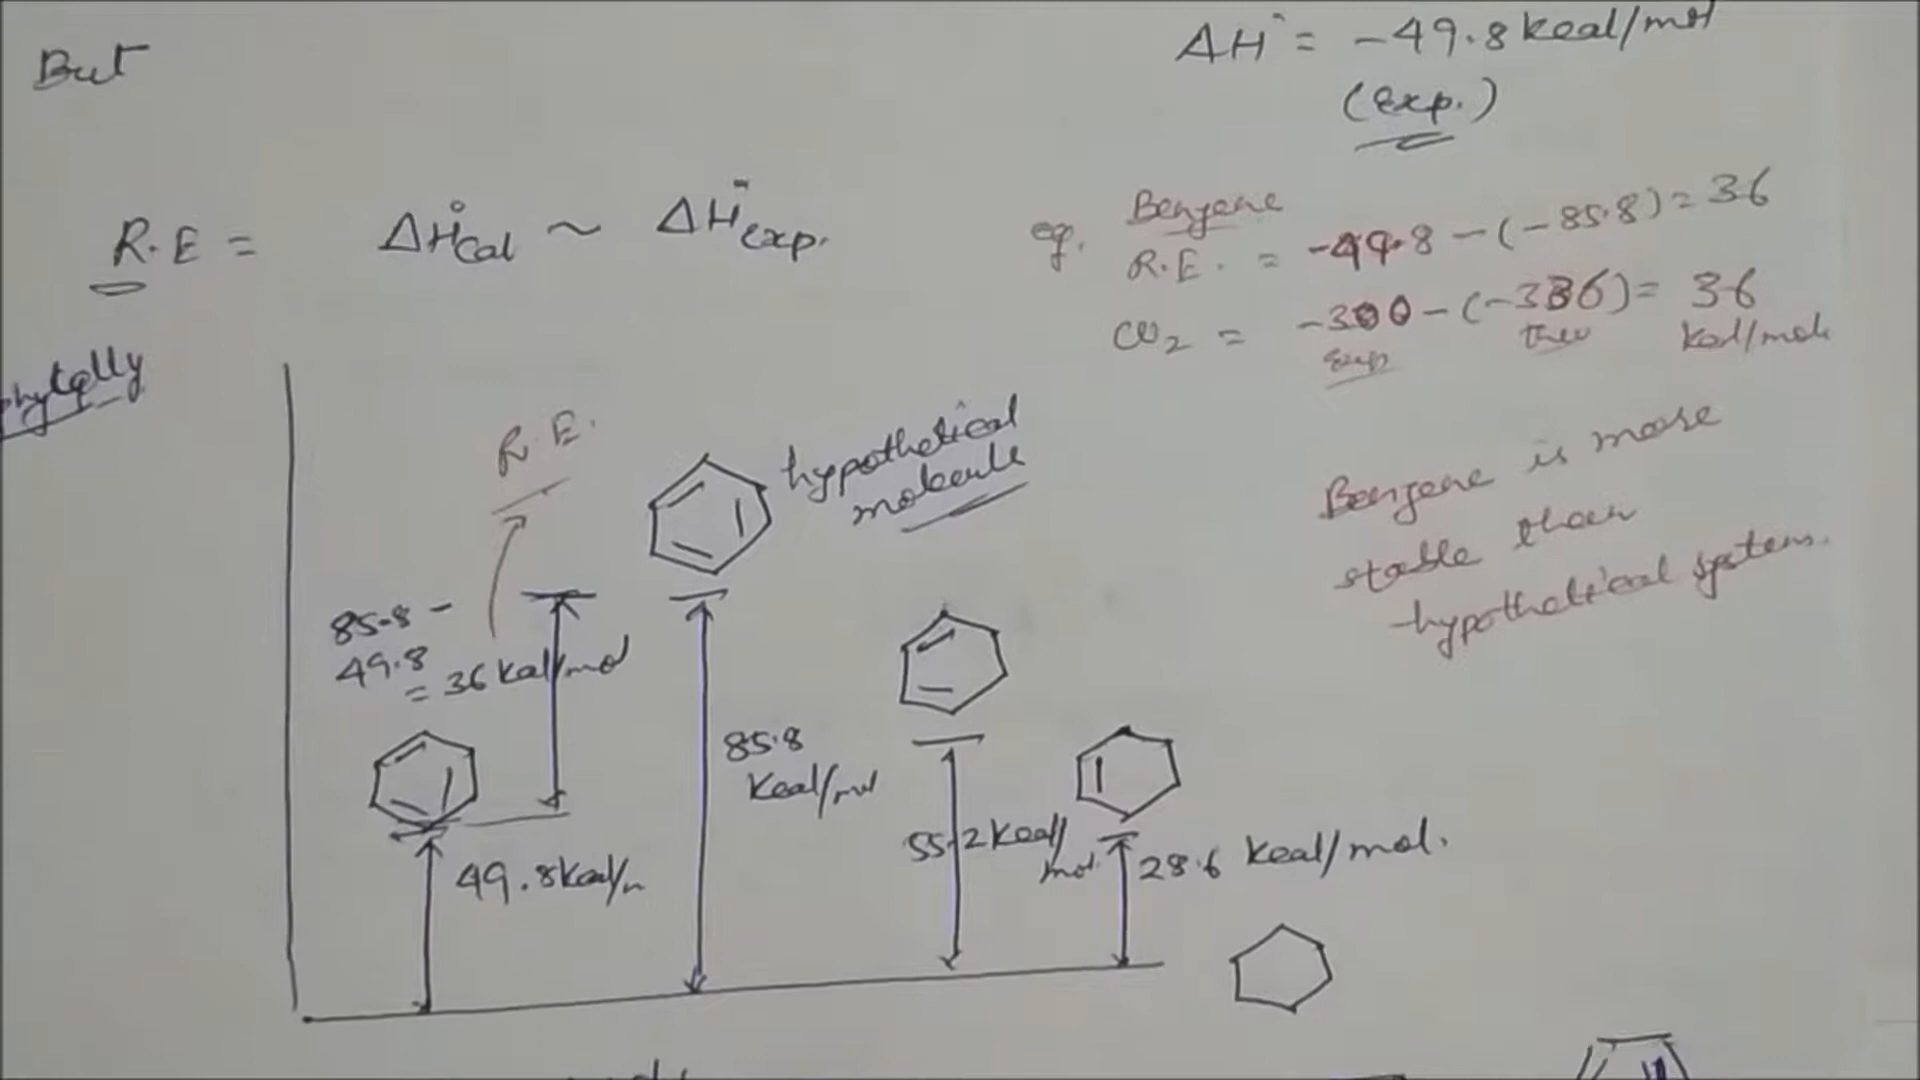 But
ΔH° = -49.8 kcal/mol
(exp.)
R.E = ΔH°cal ~ ΔH°exp.
eg. Benzene
R.E. = -49.8 - (-85.8) = 36
CO2 = -300 - (-336) = 36
exp theo kcal/mol
phytally
R.E.
hypothetical
molecule
Benzene is more
stable than
hypothetical system.
85.8 -
49.8
= 36 kcal/mol
85.8
kcal/mol
55.2 kcal/
mol.
28.6 kcal/mol.
49.8 kcal/m